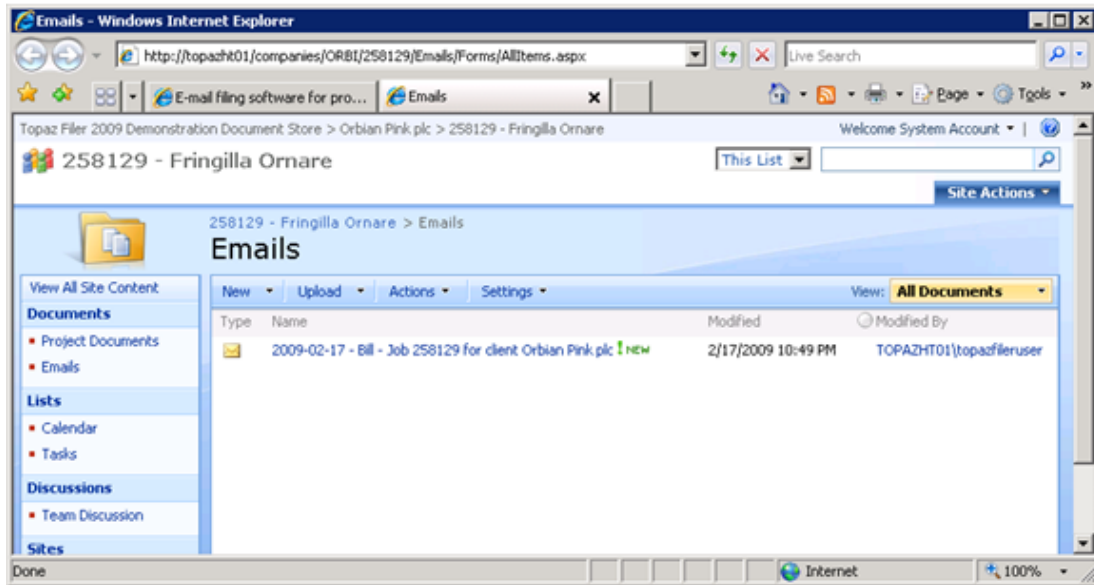 Emails - Windows Internet Explorer
http://topazht01/companies/ORBI/258129/Emails/Forms/AllItems.aspx
Live Search
E-mail filing software for pro...
Emails
Page
Tools
Topaz Filer 2009 Demonstration Document Store > Orbian Pink plc > 258129 - Fringilla Ornare
Welcome System Account
258129 - Fringilla Ornare
This List
Site Actions
258129 - Fringilla Ornare > Emails
Emails
View All Site Content
Documents
Project Documents
Emails
Lists
Calendar
Tasks
Discussions
Team Discussion
Sites
New Upload Actions Settings View: All Documents
Type Name Modified Modified By
2009-02-17 - Bill - Job 258129 for client Orbian Pink plc ! NEW 2/17/2009 10:49 PM TOPAZHT01\topazfileruser
Done Internet 100%